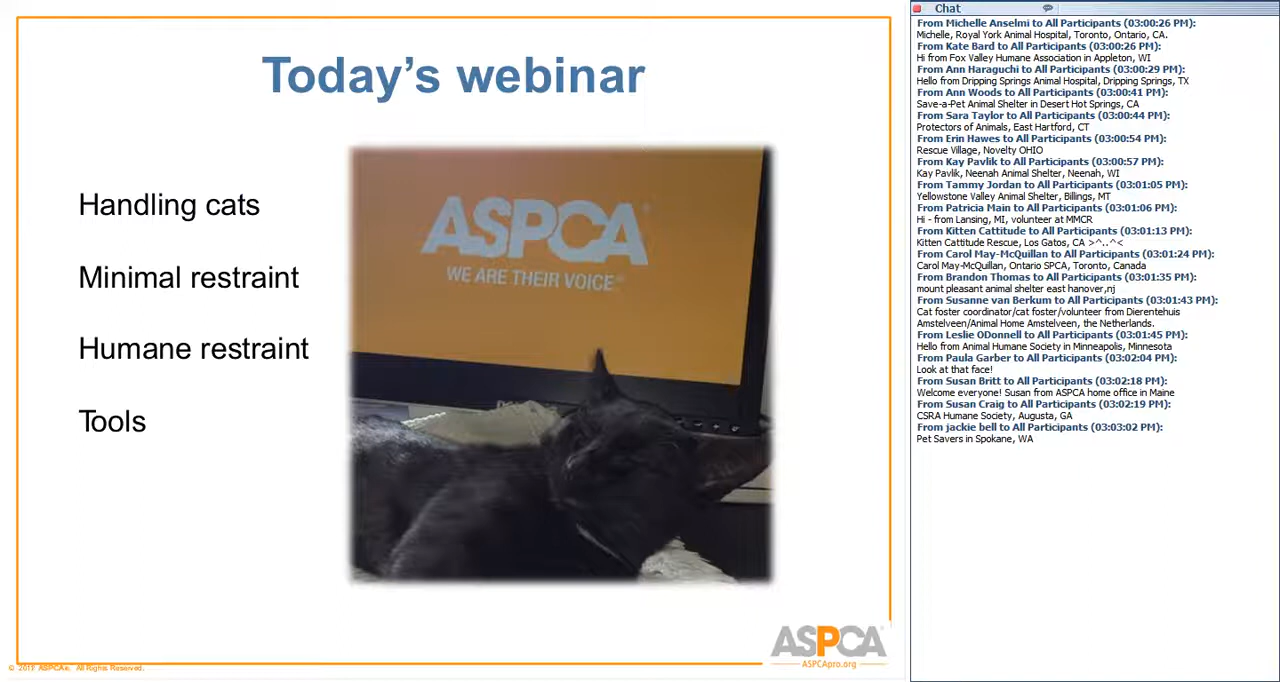 Today's webinar
Handling cats
Minimal restraint
Humane restraint
Tools
ASPCA
WE ARE THEIR VOICE
ASPCA®
ASPCApro.org
ASPCA®. All Rights Reserved.
Chat
From Michelle Anselmi to All Participants (03:00:26 PM):
Michelle, Royal York Animal Hospital, Toronto, Ontario, CA.
From Kate Bard to All Participants (03:00:26 PM):
Hi from Fox Valley Humane Association in Appleton, WI
From Ann Haraguchi to All Participants (03:00:29 PM):
Hello from Dripping Springs Animal Hospital, Dripping Springs, TX
From Ann Woods to All Participants (03:00:41 PM):
Save-a-Pet Animal Shelter in Desert Hot Springs, CA
From Sara Taylor to All Participants (03:00:44 PM):
Protectors of Animals, East Hartford, CT
From Erin Hawes to All Participants (03:00:54 PM):
Rescue Village, Novelty OHIO
From Kay Pavlik to All Participants (03:00:57 PM):
Kay Pavlik, Neenah Animal Shelter, Neenah, WI
From Tammy Jordan to All Participants (03:01:05 PM):
Yellowstone Valley Animal Shelter, Billings, MT
From Patricia Main to All Participants (03:01:06 PM):
Hi - from Lansing, MI, volunteer at MMCR
From Kitten Cattitude to All Participants (03:01:13 PM):
Kitten Cattitude Rescue, Los Gatos, CA >^..^<
From Carol May-McQuillan to All Participants (03:01:24 PM):
Carol May-McQuillan, Ontario SPCA, Toronto, Canada
From Brandon Thomas to All Participants (03:01:35 PM):
mount pleasant animal shelter east hanover,nj
From Susanne van Berkum to All Participants (03:01:43 PM):
Cat foster coordinator/cat foster/volunteer from Dierentehuis
Amstelveen/Animal Home Amstelveen, the Netherlands.
From Leslie ODonnell to All Participants (03:01:45 PM):
Hello from Animal Humane Society in Minneapolis, Minnesota
From Paula Garber to All Participants (03:02:04 PM):
Look at that face!
From Susan Britt to All Participants (03:02:18 PM):
Welcome everyone! Susan from ASPCA home office in Maine
From Susan Craig to All Participants (03:02:19 PM):
CSRA Humane Society, Augusta, GA
From jackie bell to All Participants (03:03:02 PM):
Pet Savers in Spokane, WA